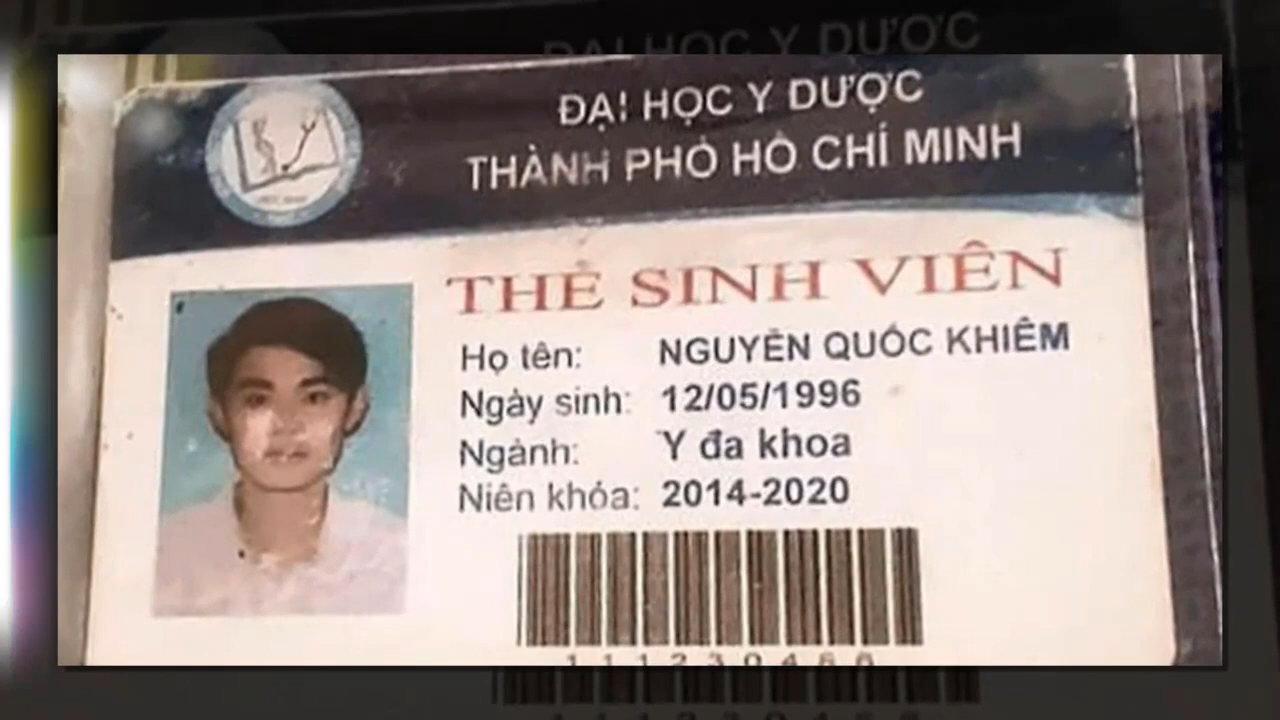 ĐẠI HỌC Y DƯỢC
THÀNH PHỐ HỒ CHÍ MINH
THẺ SINH VIÊN
Họ tên: NGUYỄN QUỐC KHIÊM
Ngày sinh: 12/05/1996
Ngành: Y đa khoa
Niên khóa: 2014-2020